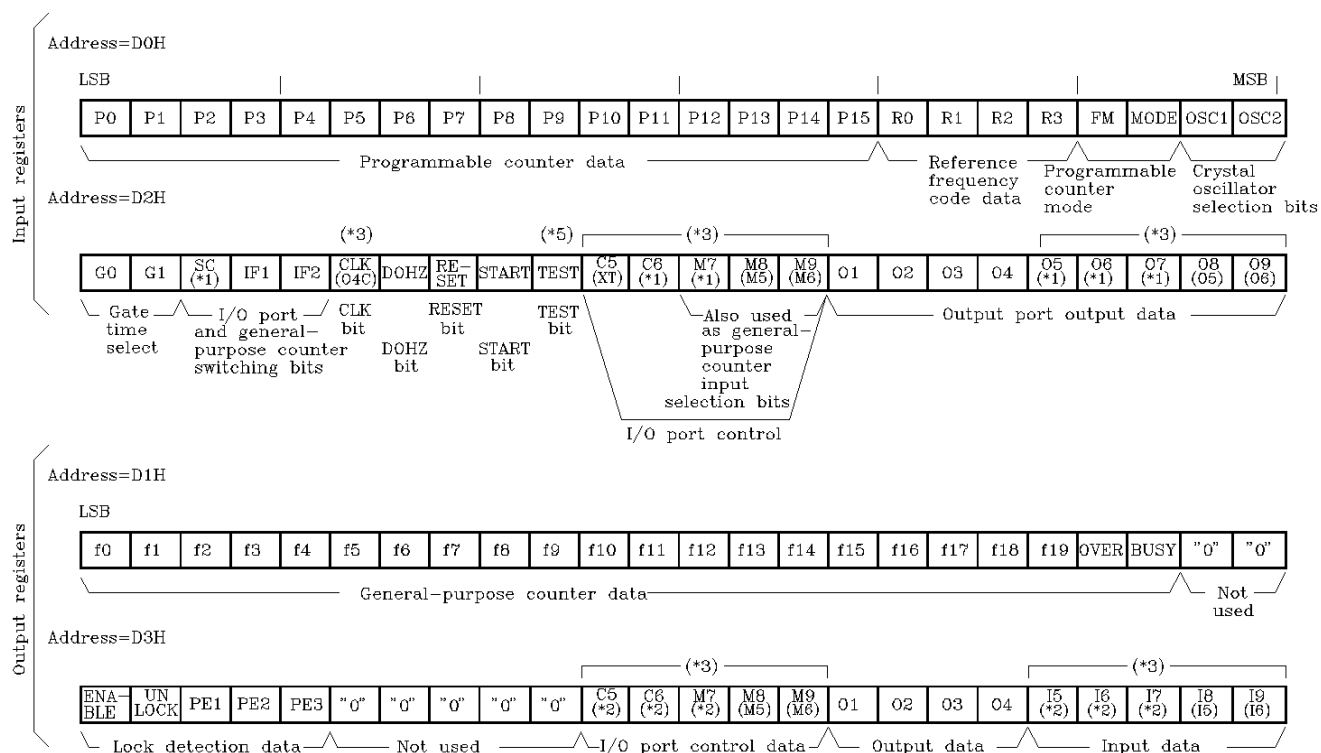 Input registers
Address=D0H
LSB MSB
P0 P1 P2 P3 P4 P5 P6 P7 P8 P9 P10 P11 P12 P13 P14 P15 R0 R1 R2 R3 FM MODE OSC1 OSC2
Programmable counter data
Reference frequency code data
Programmable counter mode
Crystal oscillator selection bits
Address=D2H
(*3) (*5) (*3) (*3)
G0 G1 SC (*1) IF1 IF2 CLK (O4C) DOHZ RE-SET START TEST C5 (XT) C6 (*1) M7 (*1) M8 (M5) M9 (M6) O1 O2 O3 O4 O5 (*1) O6 (*1) O7 (*1) O8 (O5) O9 (O6)
Gate time select
I/O port and general-purpose counter switching bits
CLK bit
DOHZ bit
RESET bit
START bit
TEST bit
Also used as general-purpose counter input selection bits
Output port output data
I/O port control
Output registers
Address=D1H
LSB
f0 f1 f2 f3 f4 f5 f6 f7 f8 f9 f10 f11 f12 f13 f14 f15 f16 f17 f18 f19 OVER BUSY "0" "0"
General-purpose counter data
Not used
Address=D3H
(*3) (*3)
ENA-BLE UN LOCK PE1 PE2 PE3 "0" "0" "0" "0" "0" C5 (*2) C6 (*2) M7 (*2) M8 (M5) M9 (M6) O1 O2 O3 O4 I5 (*2) I6 (*2) I7 (*2) I8 (I5) I9 (I6)
Lock detection data
Not used
I/O port control data
Output data
Input data